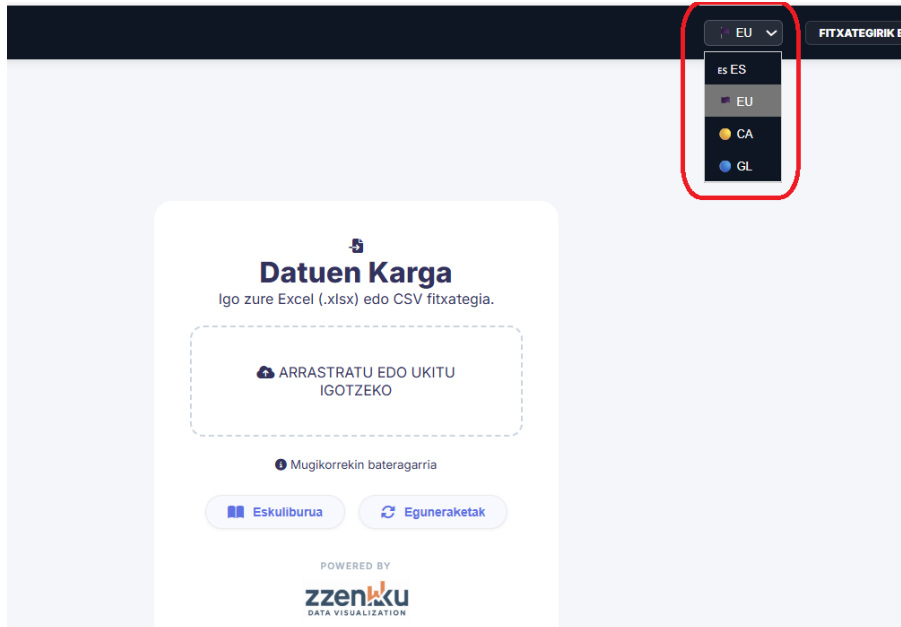 EU
FITXATEGIRIK E
ES ES
EU
CA
GL
Datuen Karga
Igo zure Excel (.xlsx) edo CSV fitxategia.
ARRASTRATU EDO UKITU
IGOTZEKO
Mugikorrekin bateragarria
Eskuliburua
Eguneraketak
POWERED BY
zzenkku
DATA VISUALIZATION